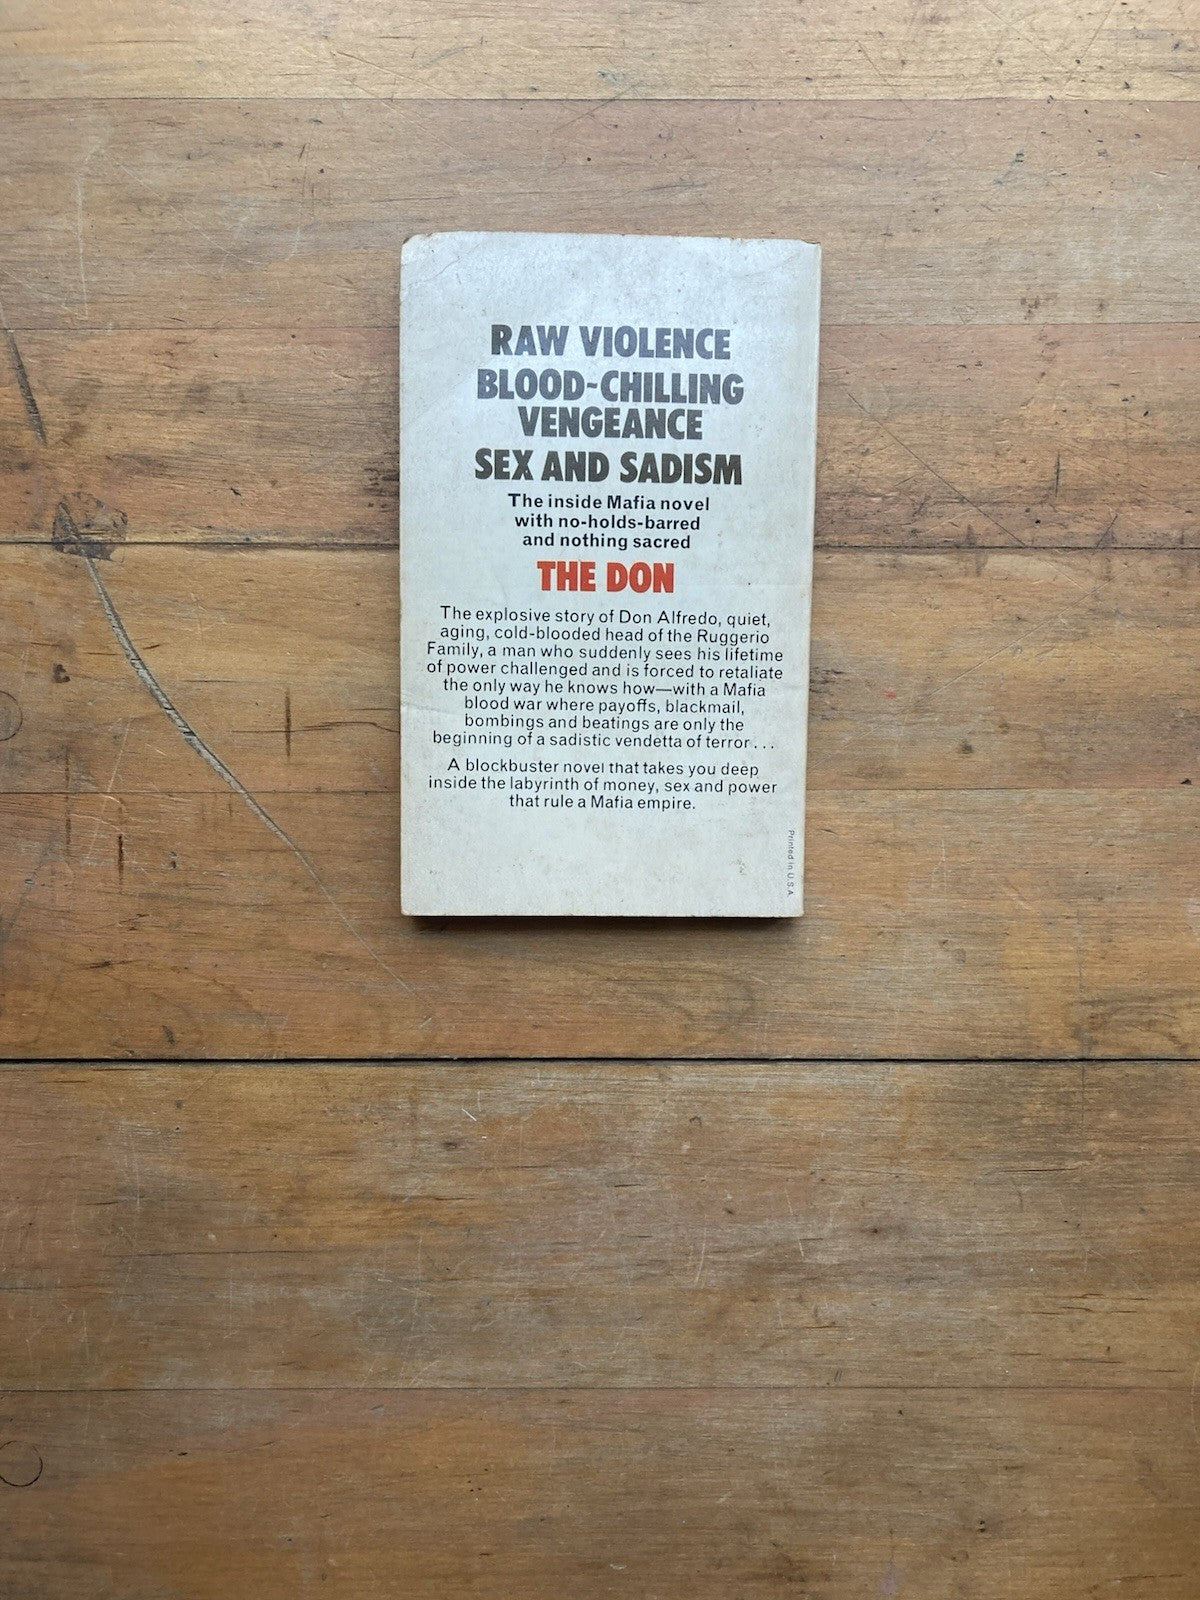 RAW VIOLENCE
BLOOD-CHILLING
VENGEANCE
SEX AND SADISM
The inside Mafia novel
with no-holds-barred
and nothing sacred
THE DON
The explosive story of Don Alfredo, quiet,
aging, cold-blooded head of the Ruggerio
Family, a man who suddenly sees his lifetime
of power challenged and is forced to retaliate
the only way he knows how—with a Mafia
blood war where payoffs, blackmail,
bombings and beatings are only the
beginning of a sadistic vendetta of terror...
A blockbuster novel that takes you deep
inside the labyrinth of money, sex and power
that rule a Mafia empire.
Printed in U.S.A.